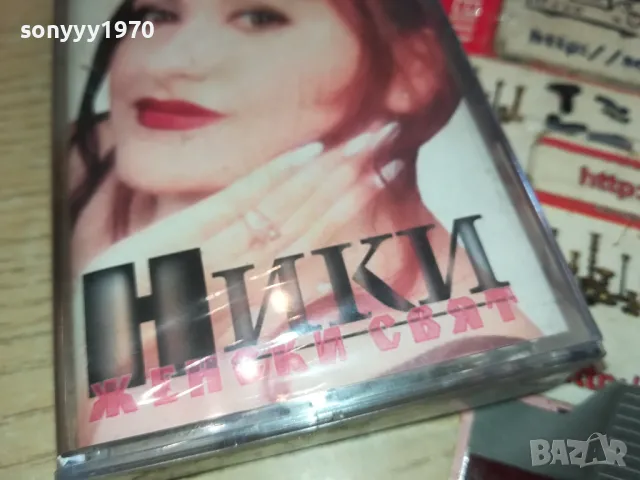 sonyyy1970
http://
НИКИ
ЖЕНСКИ СВЯТ
http
BAZAR